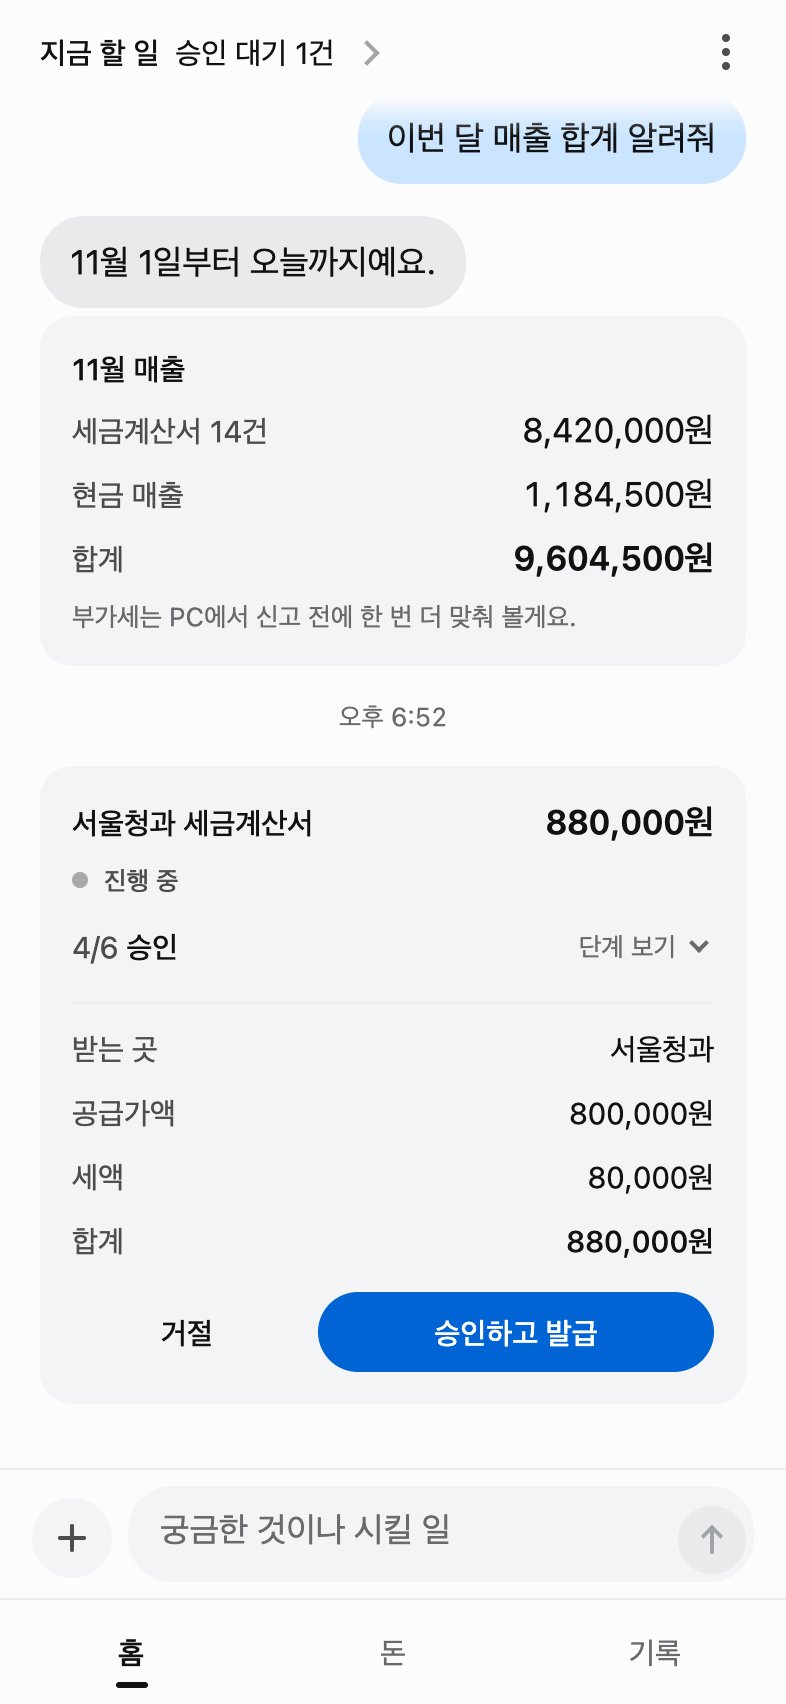 지금 할 일 승인 대기 1건
이번 달 매출 합계 알려줘
11월 1일부터 오늘까지예요.
11월 매출
세금계산서 14건 8,420,000원
현금 매출 1,184,500원
합계 9,604,500원
부가세는 PC에서 신고 전에 한 번 더 맞춰 볼게요.
오후 6:52
서울청과 세금계산서 880,000원
진행 중
4/6 승인 단계 보기
받는 곳 서울청과
공급가액 800,000원
세액 80,000원
합계 880,000원
거절 승인하고 발급
궁금한 것이나 시킬 일
홈 돈 기록